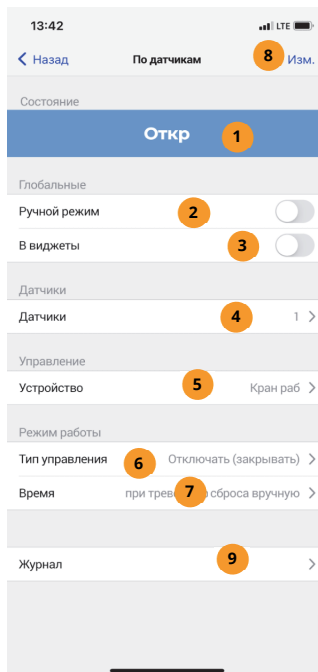 13:42 LTE
Назад По датчикам 8 Изм.
Состояние
Откр 1
Глобальные
Ручной режим 2
В виджеты 3
Датчики
Датчики 4 1
Управление
Устройство 5 Кран раб
Режим работы
Тип управления 6 Отключать (закрывать)
Время при трево 7 сброса вручную
Журнал 9